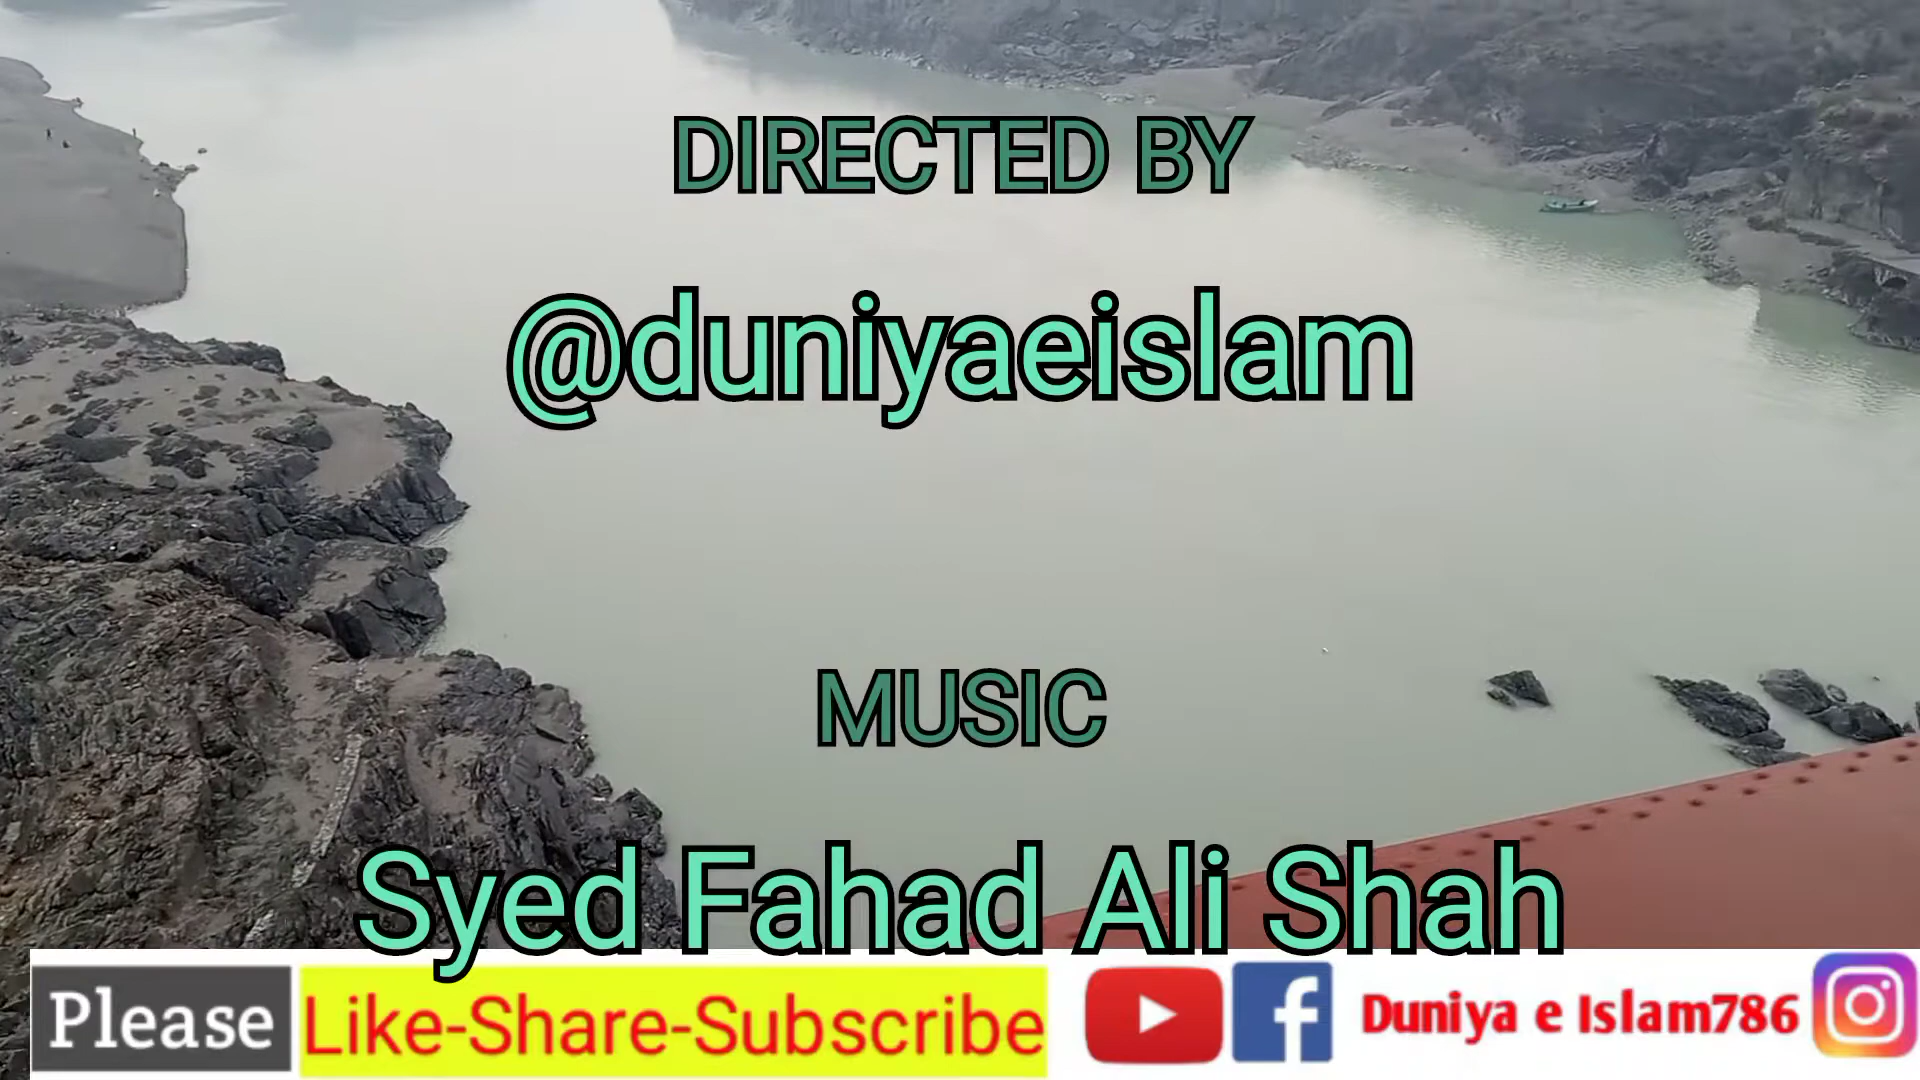 DIRECTED BY
@duniyaeislam
MUSIC
Syed Fahad Ali Shah
Please Like-Share-Subscribe Duniya e Islam786